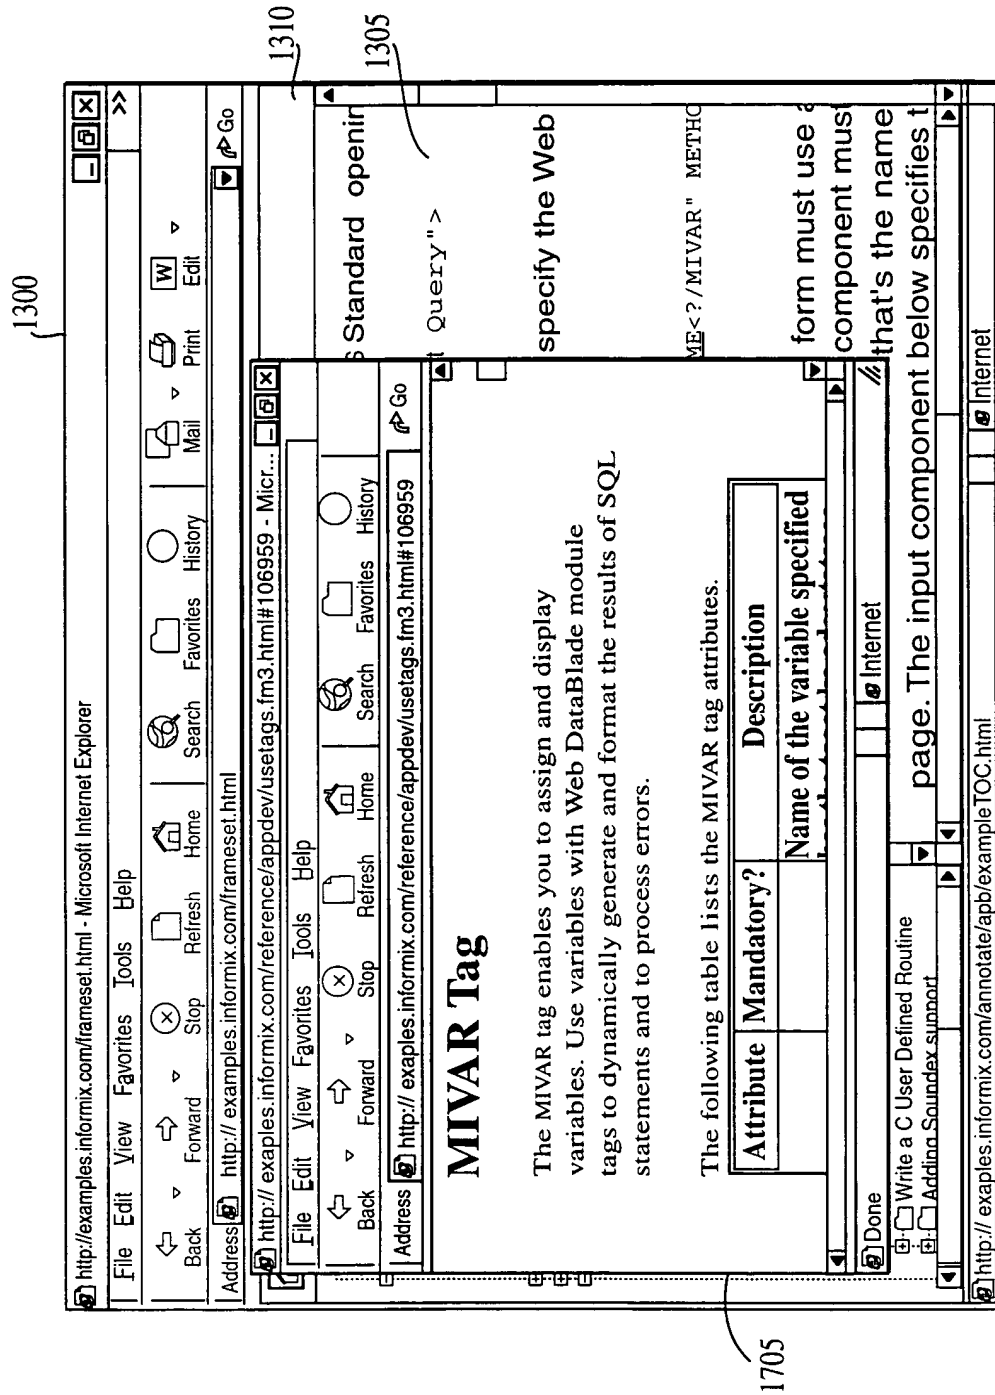 1300
http://examples.informix.com/frameset.html - Microsoft Internet Explorer
File Edit View Favorites Tools Help >>
Back Forward Stop Refresh Home Search Favorites History Mail Print Edit
W
Address http:// examples.informix.com/frameset.html Go
1310
1305
http:// exaples.informix.com/reference/appdev/usetags.fm3.html#106959 - Micr...
File Edit View Favorites Tools Help
Back Forward Stop Refresh Home Search Favorites History
Address http:// exaples.informix.com/reference/appdev/usetags.fm3.html#106959 Go
MIVAR Tag
The MIVAR tag enables you to assign and display
variables. Use variables with Web DataBlade module
tags to dynamically generate and format the results of SQL
statements and to process errors.
The following table lists the MIVAR tag attributes.
Attribute Mandatory? Description
Name of the variable specified
Done Internet
1705
s Standard openin
t Query">
specify the Web
ME<?/MIVAR" METHO
form must use a
component must
that's the name
page. The input component below specifies t
Write a C User Defined Routine
Adding Soundex support
http:// exaples.informix.com/annotate/apb/exampleTOC.html Internet